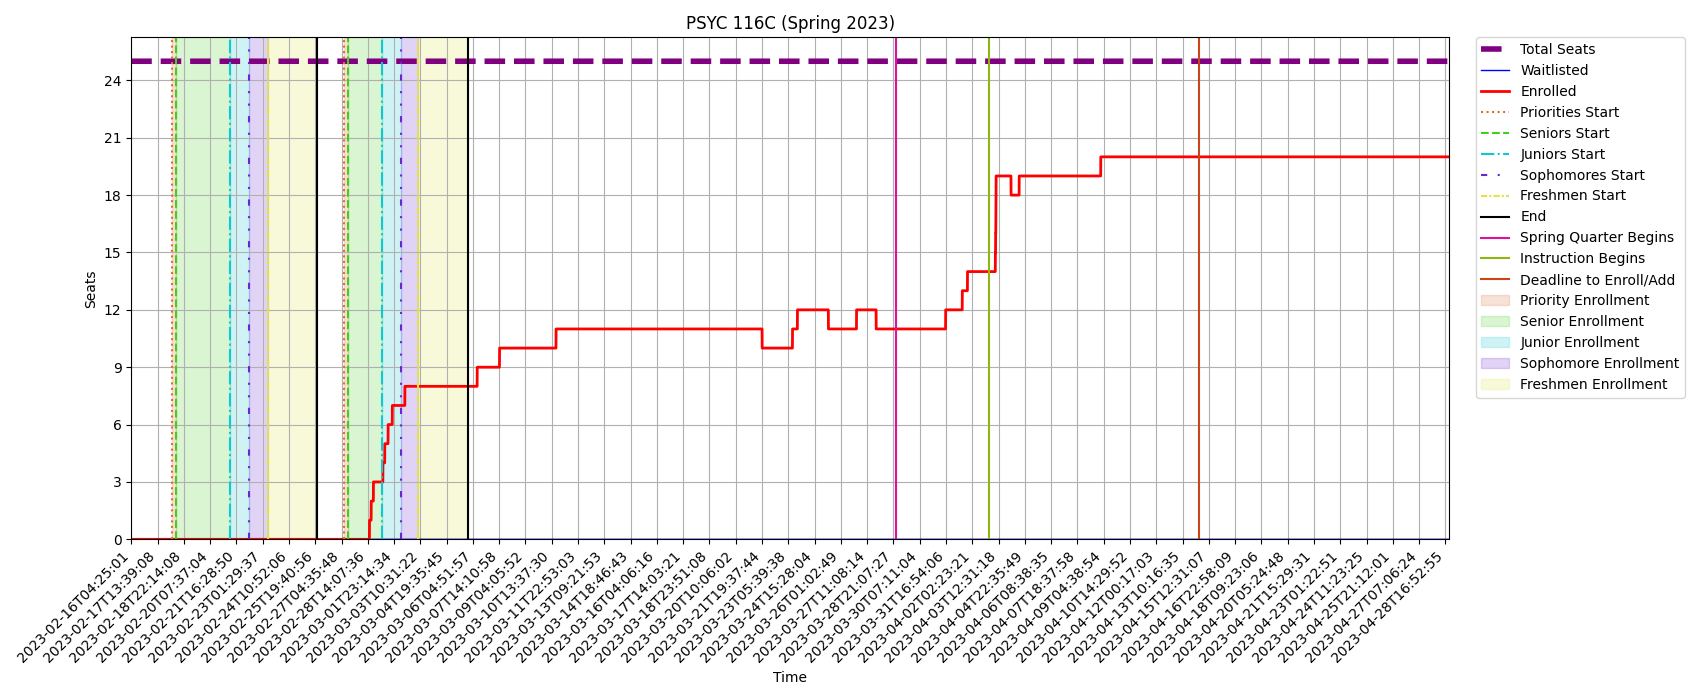 PSYC 116C (Spring 2023)
Seats
24
21
18
15
12
9
6
3
0
2023-02-16T04:25:01
2023-02-17T13:39:08
2023-02-18T22:14:08
2023-02-20T07:37:04
2023-02-21T16:28:50
2023-02-23T01:29:37
2023-02-24T10:52:06
2023-02-25T19:40:56
2023-02-27T04:35:48
2023-02-28T14:07:36
2023-03-01T23:14:34
2023-03-03T10:31:22
2023-03-04T19:35:45
2023-03-06T04:51:57
2023-03-07T14:10:58
2023-03-09T04:05:52
2023-03-10T13:37:30
2023-03-11T22:53:03
2023-03-13T09:21:53
2023-03-14T18:46:43
2023-03-16T04:06:16
2023-03-17T14:03:21
2023-03-18T23:51:08
2023-03-20T10:06:02
2023-03-21T19:37:44
2023-03-23T05:39:38
2023-03-24T15:28:04
2023-03-26T01:02:49
2023-03-27T11:08:14
2023-03-28T21:07:27
2023-03-30T07:11:04
2023-03-31T16:54:06
2023-04-02T02:23:21
2023-04-03T12:31:18
2023-04-04T22:35:49
2023-04-06T08:38:35
2023-04-07T18:37:58
2023-04-09T04:38:54
2023-04-10T14:29:52
2023-04-12T00:17:03
2023-04-13T10:16:35
2023-04-15T12:31:07
2023-04-16T22:58:09
2023-04-18T09:23:06
2023-04-20T05:24:48
2023-04-21T15:29:31
2023-04-23T01:22:51
2023-04-24T11:23:25
2023-04-25T21:12:01
2023-04-27T07:06:24
2023-04-28T16:52:55
Time
Total Seats
Waitlisted
Enrolled
Priorities Start
Seniors Start
Juniors Start
Sophomores Start
Freshmen Start
End
Spring Quarter Begins
Instruction Begins
Deadline to Enroll/Add
Priority Enrollment
Senior Enrollment
Junior Enrollment
Sophomore Enrollment
Freshmen Enrollment